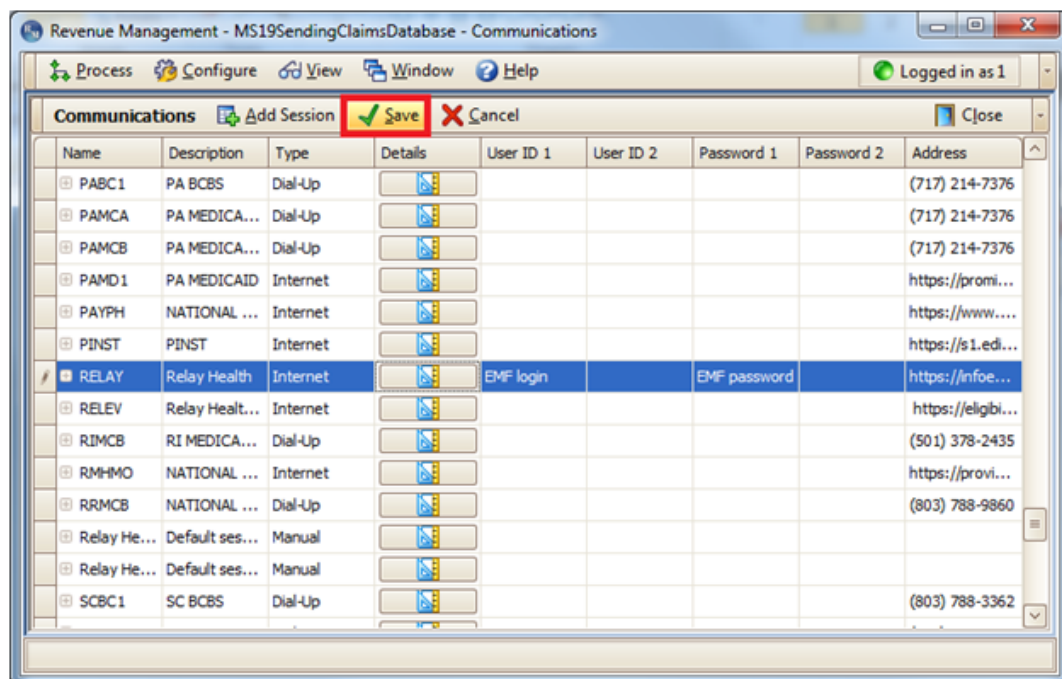 Revenue Management - MS19SendingClaimsDatabase - Communications
Process Configure View Window Help Logged in as 1
Communications Add Session Save Cancel Close
Name Description Type Details User ID 1 User ID 2 Password 1 Password 2 Address
PABC1 PA BCBS Dial-Up (717) 214-7376
PAMCA PA MEDICA... Dial-Up (717) 214-7376
PAMCB PA MEDICA... Dial-Up (717) 214-7376
PAMD1 PA MEDICAID Internet https://promi...
PAYPH NATIONAL ... Internet https://www....
PINST PINST Internet https://s1.edi...
RELAY Relay Health Internet EMF login EMF password https://infoe...
RELEV Relay Healt... Internet https://eligibi...
RIMCB RI MEDICA... Dial-Up (501) 378-2435
RMHMO NATIONAL ... Internet https://provi...
RRMCB NATIONAL ... Dial-Up (803) 788-9860
Relay He... Default ses... Manual
Relay He... Default ses... Manual
SCBC1 SC BCBS Dial-Up (803) 788-3362